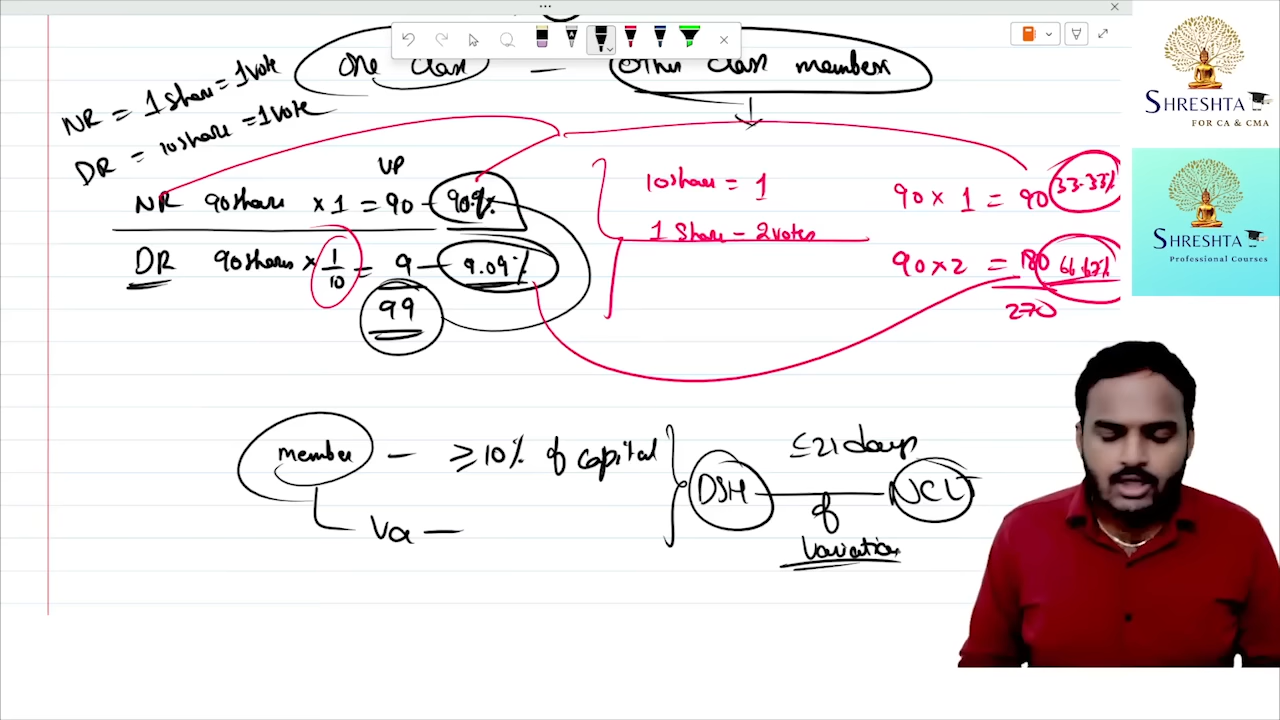 One class — Other class members
NR = 1 Share = 1 Vote
DR = 10 share = 1 Vote
VP
NR 90 share × 1 = 90 – 90.9%
DR 90 shares × 1/10 = 9 – 9.09%
99
10 share = 1
1 Share – 2 votes
90 × 1 = 90 33.33%
90 × 2 = 180 66.67%
270
member – ≥ 10% of capital
Va –
≤ 21 days
DSH NCLT
of
Variation
SHRESHTA
FOR CA & CMA
SHRESHTA
Professional Courses